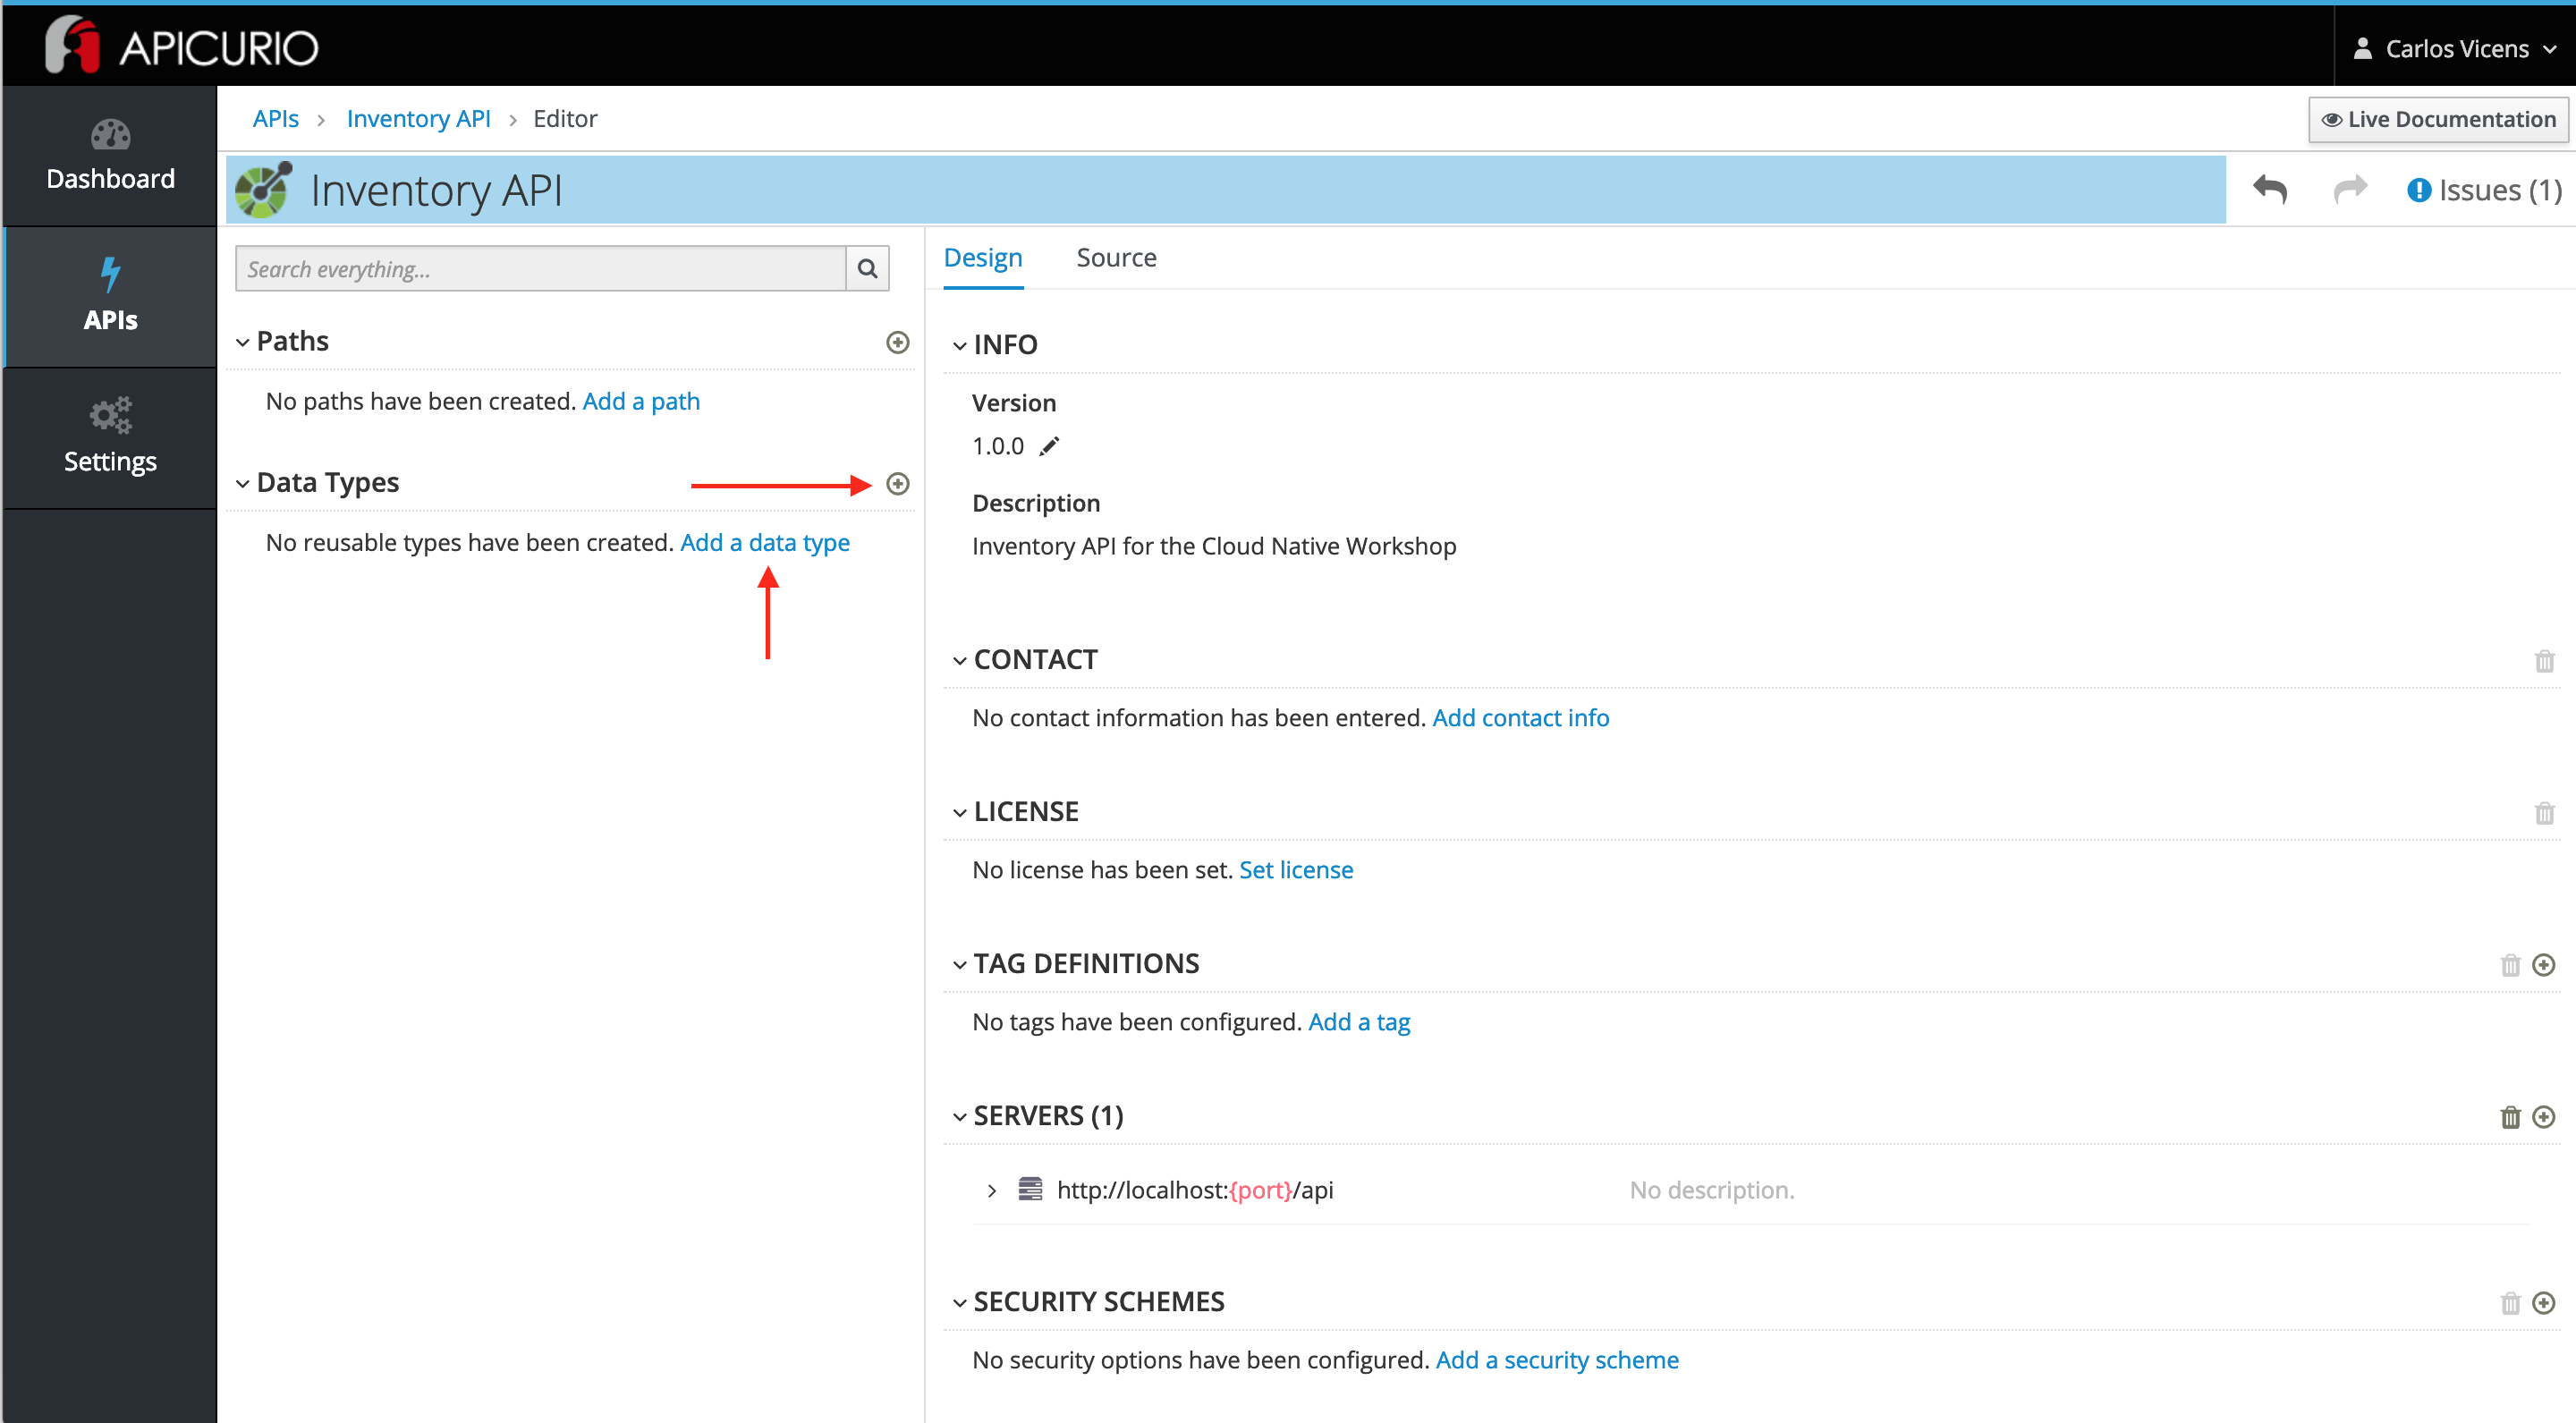 APICURIO
Carlos Vicens
APIs
Inventory API
Editor
Live Documentation
Dashboard
Inventory API
Issues (1)
Search everything...
Design
Source
APIs
Paths
INFO
No paths have been created. Add a path
Version
1.0.0
Settings
Data Types
Description
No reusable types have been created. Add a data type
Inventory API for the Cloud Native Workshop
CONTACT
No contact information has been entered. Add contact info
LICENSE
No license has been set. Set license
TAG DEFINITIONS
No tags have been configured. Add a tag
SERVERS (1)
http://localhost:{port}/api
No description.
SECURITY SCHEMES
No security options have been configured. Add a security scheme